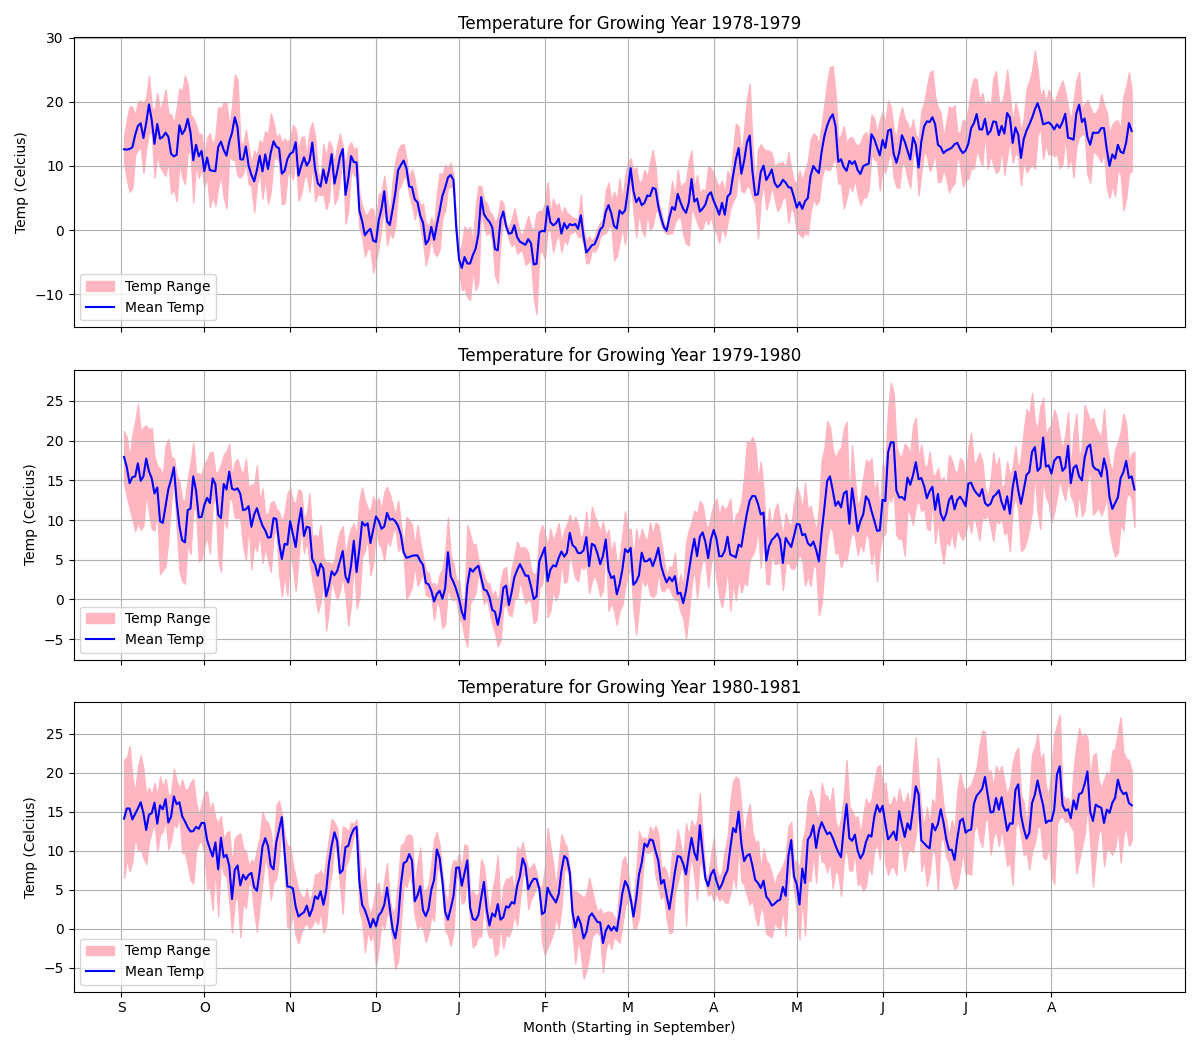 Temperature for Growing Year 1978-1979
30
20
10
0
−10
Temp (Celcius)
Temp Range
Mean Temp
Temperature for Growing Year 1979-1980
25
20
15
10
5
0
−5
Temp (Celcius)
Temp Range
Mean Temp
Temperature for Growing Year 1980-1981
25
20
15
10
5
0
−5
Temp (Celcius)
Temp Range
Mean Temp
S O N D J F M A M J J A
Month (Starting in September)